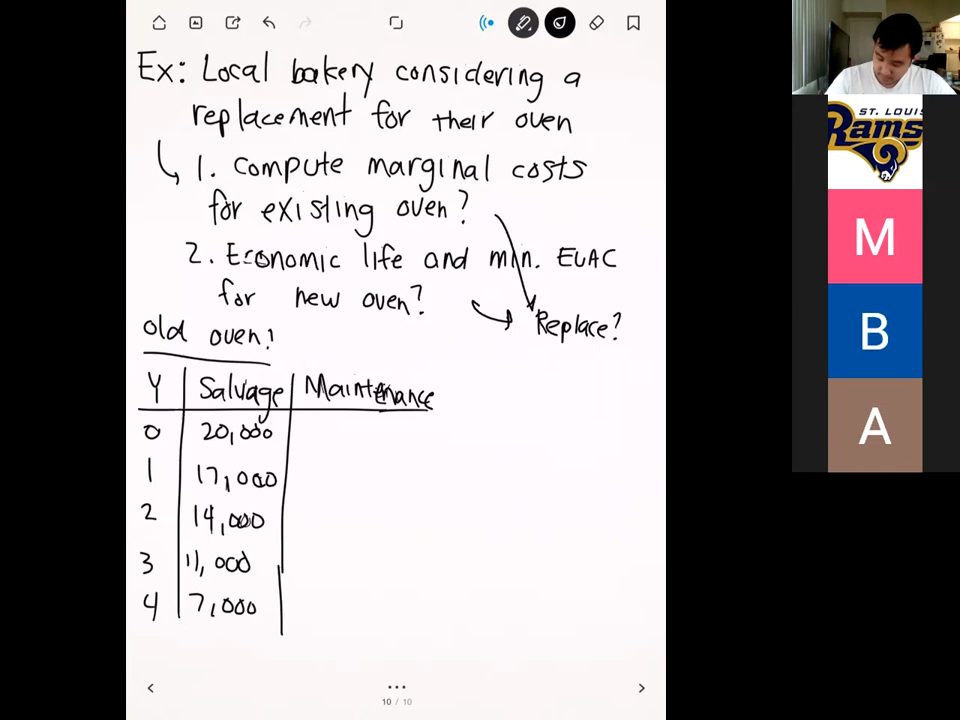 Ex: Local bakery considering a
replacement for their oven
1. Compute marginal costs
for existing oven?
2. Economic life and min. EUAC
for new oven?
Replace?
old oven:
Y Salvage Maintenance
0 20,000
1 17,000
2 14,000
3 11,000
4 7,000
10 / 10
ST. LOUIS
Rams
M
B
A